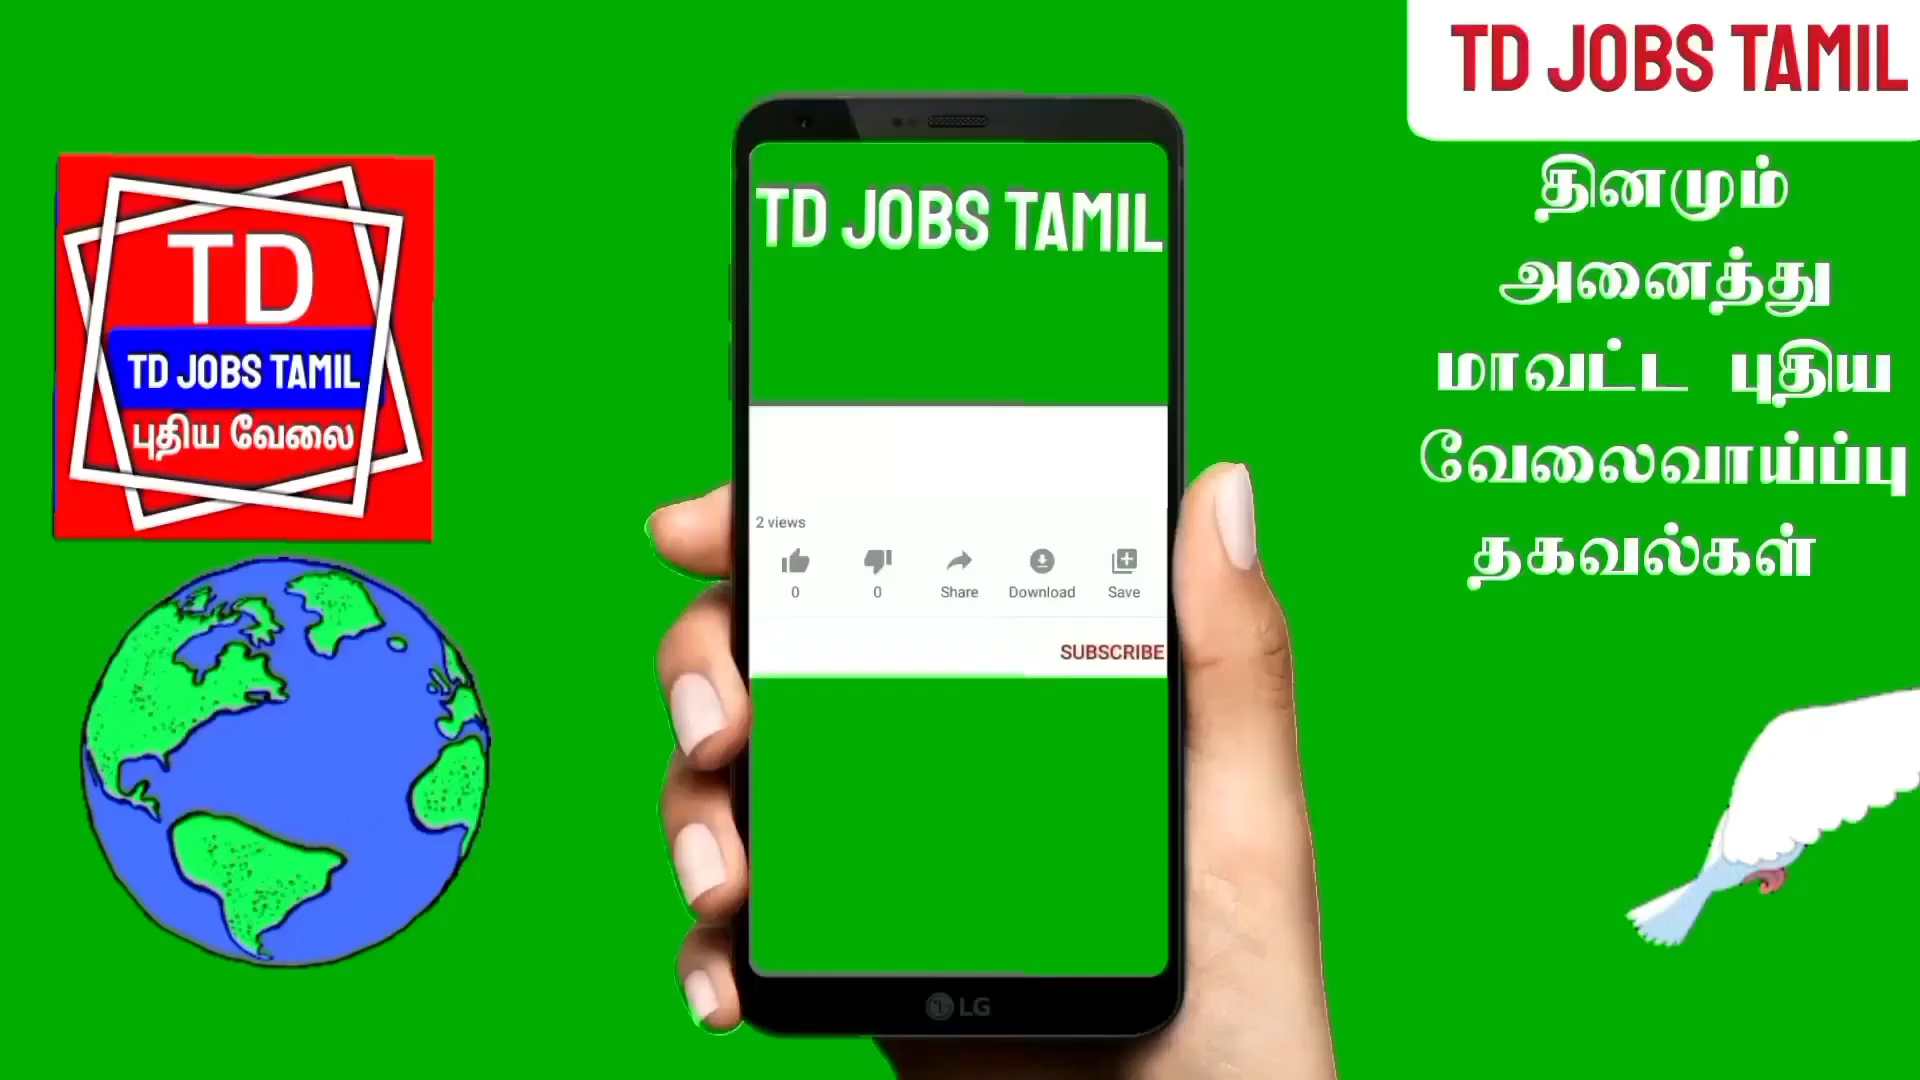 TD JOBS TAMIL
தினமும்
அனைத்து
மாவட்ட புதிய
வேலைவாய்ப்பு
தகவல்கள்
TD
TD JOBS TAMIL
புதிய வேலை
TD JOBS TAMIL
2 views
0 0 Share Download Save
SUBSCRIBE
LG